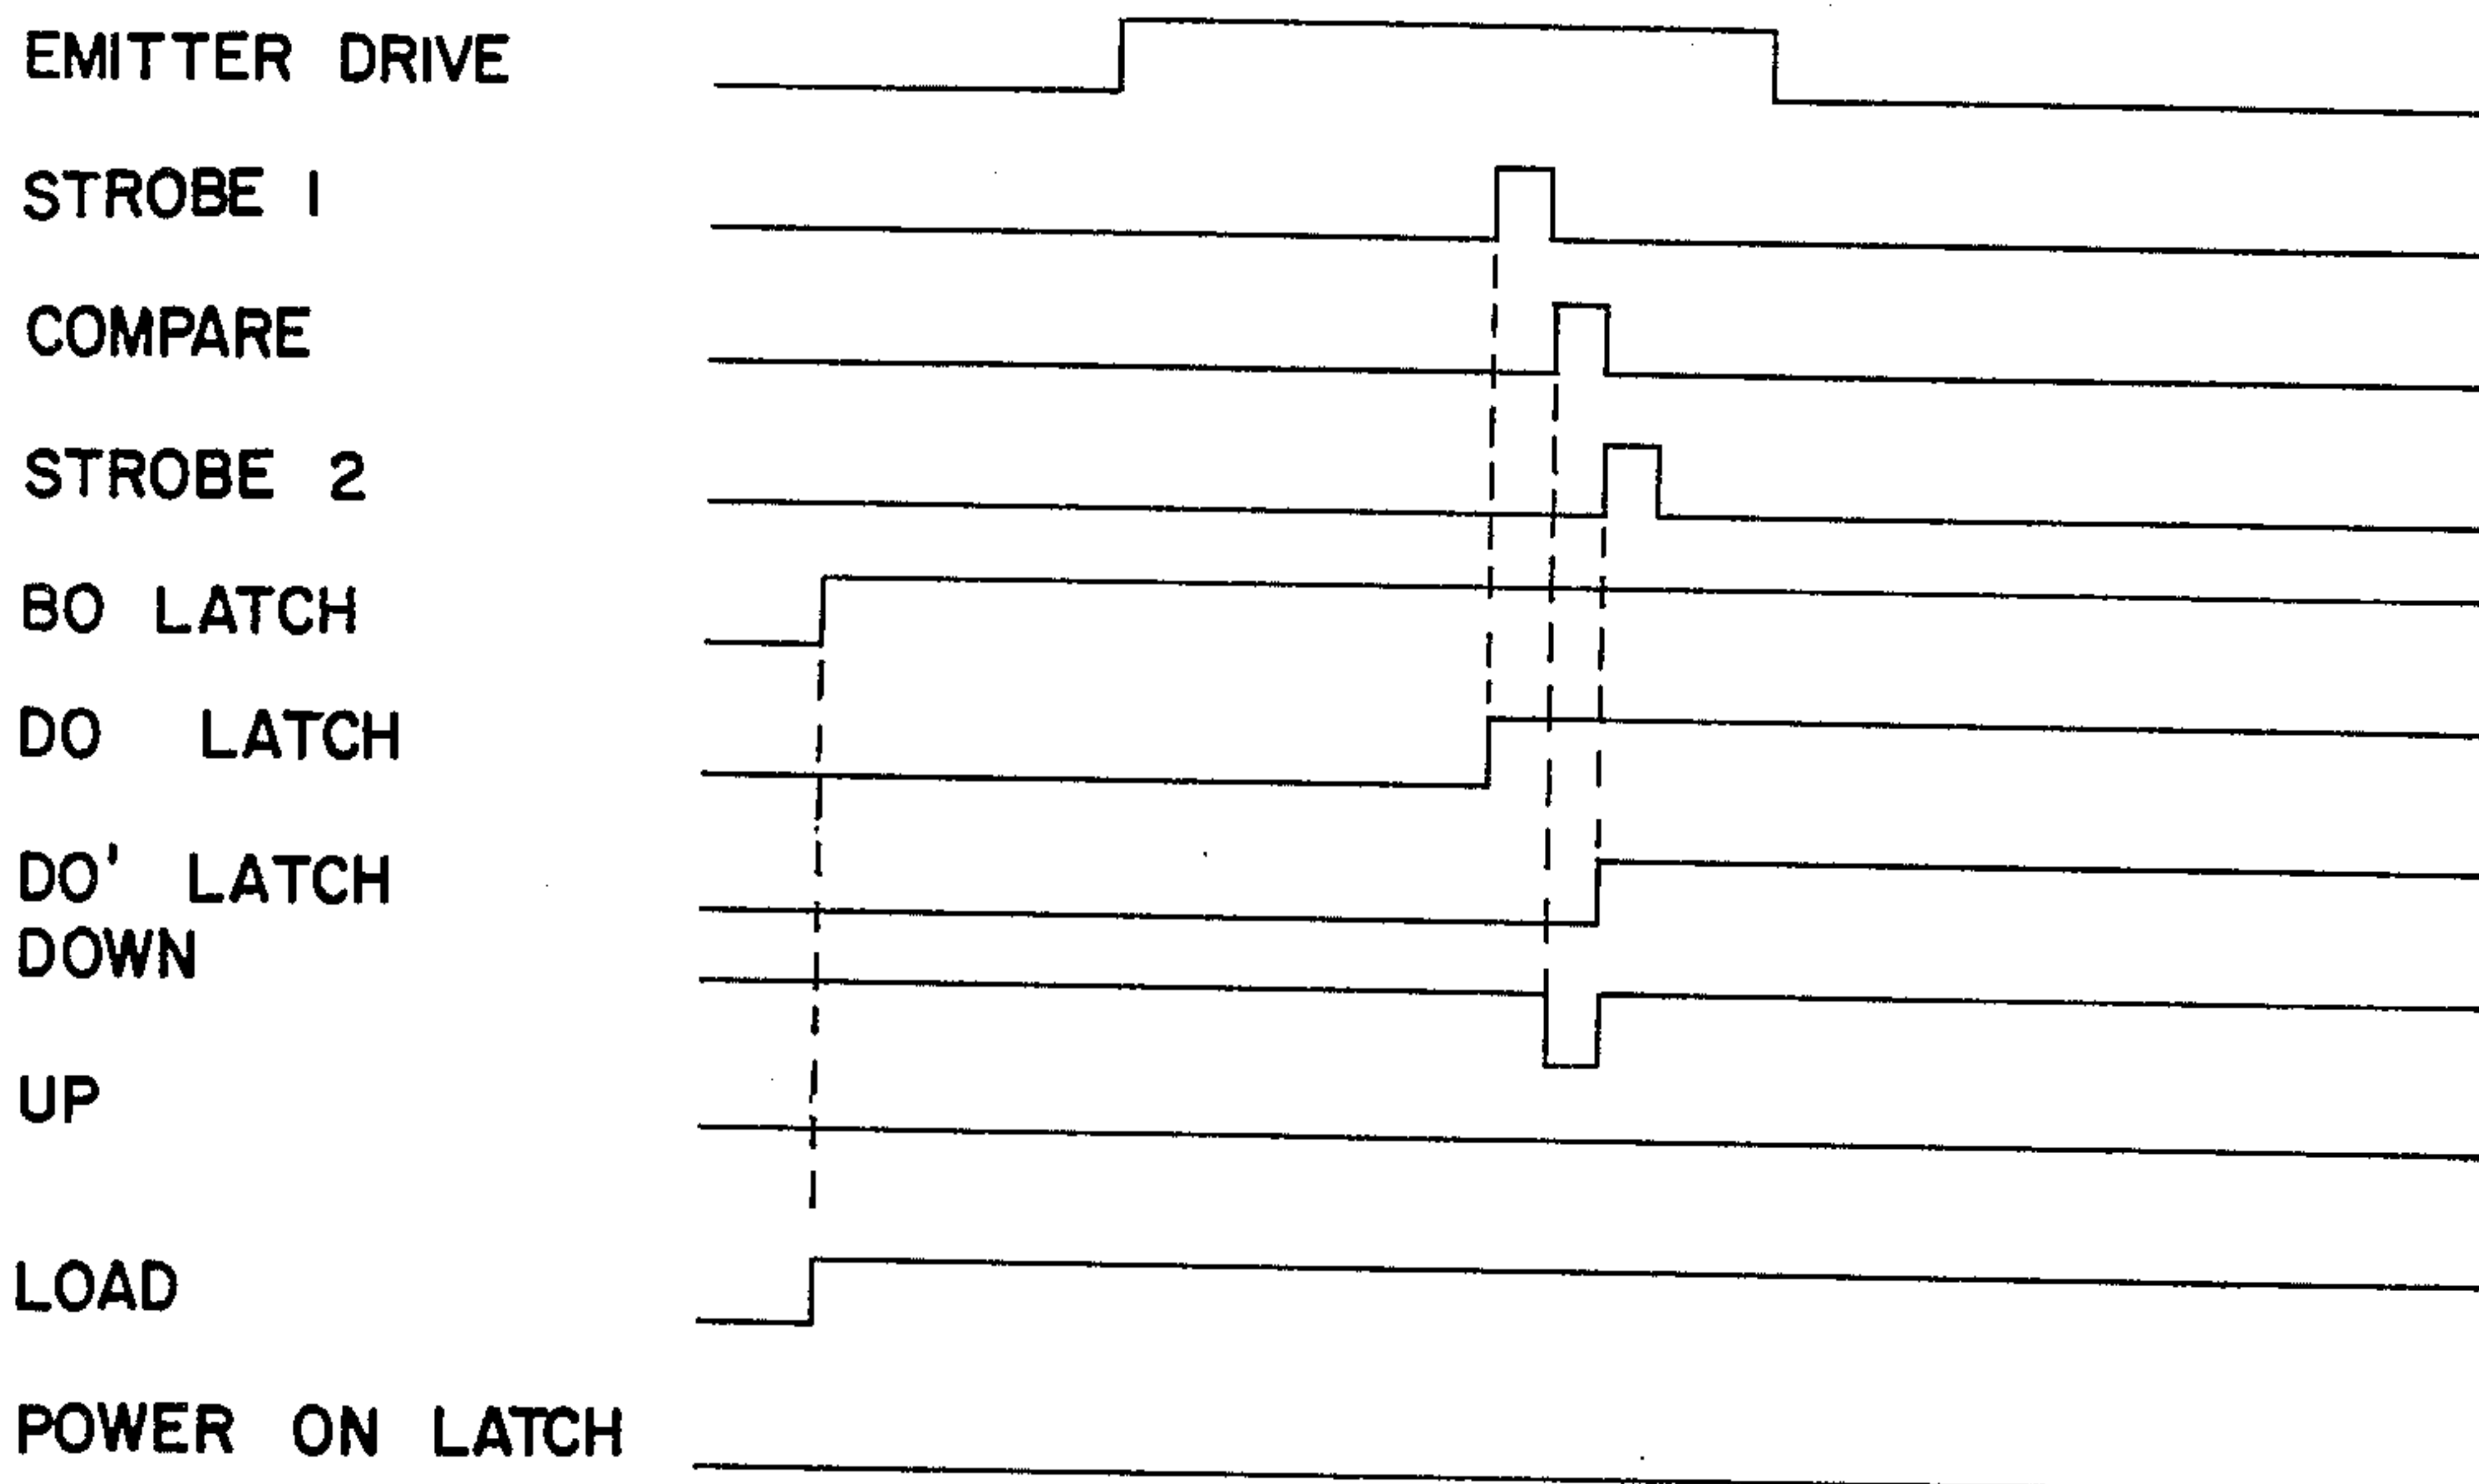 EMITTER DRIVE
STROBE 1
COMPARE
STROBE 2
BO LATCH
DO LATCH
DO' LATCH
DOWN
UP
LOAD
POWER ON LATCH